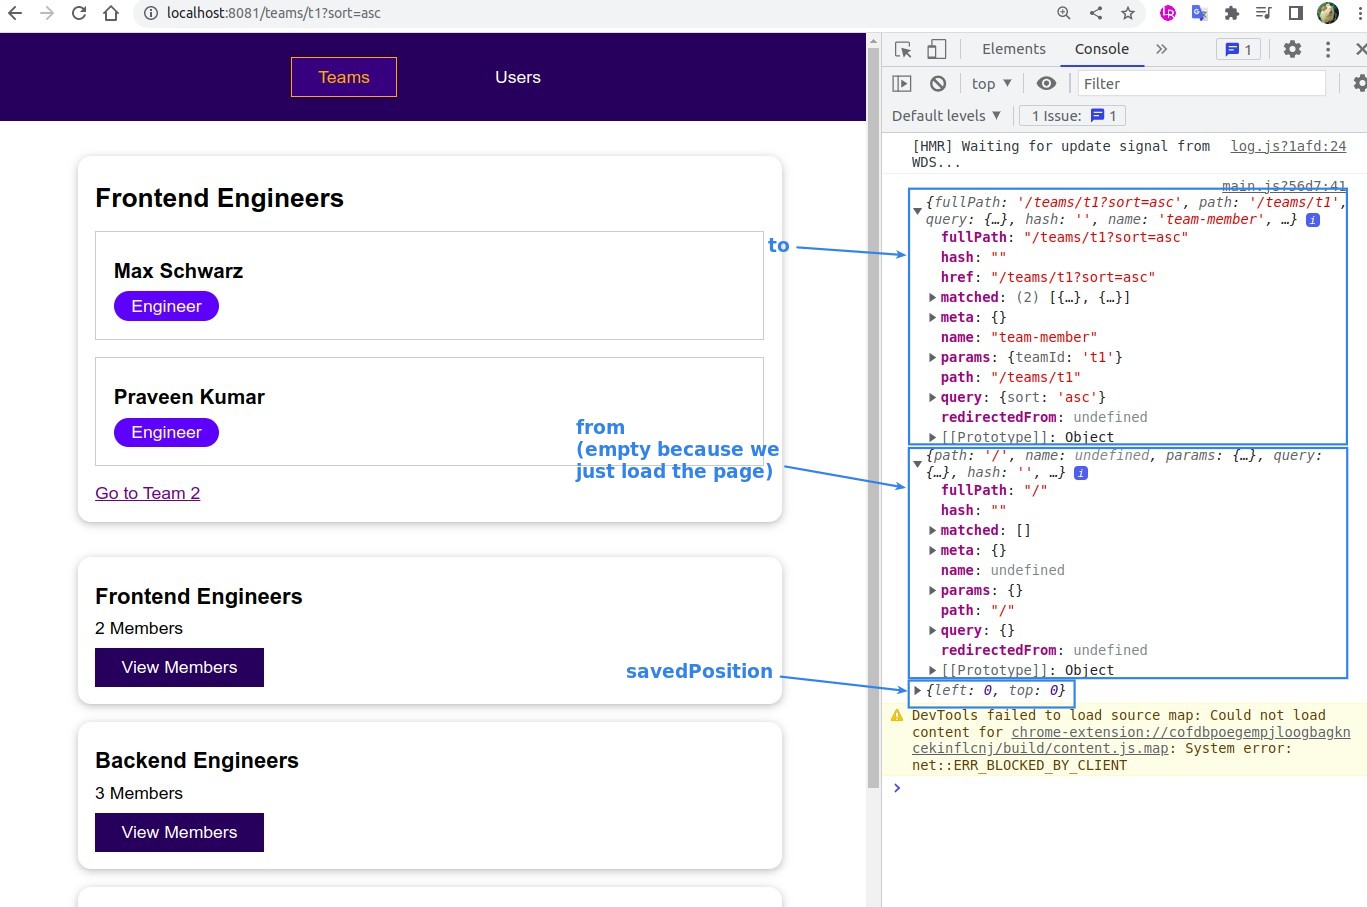 localhost:8081/teams/t1?sort=asc
Teams
Users
Frontend Engineers
Max Schwarz
Engineer
Praveen Kumar
Engineer
Go to Team 2
Frontend Engineers
2 Members
View Members
Backend Engineers
3 Members
View Members
to
from
(empty because we
just load the page)
savedPosition
Elements
Console
1
top
Filter
Default levels
1 Issue:
1
[HMR] Waiting for update signal from
WDS...
log.js?1afd:24
main.js?56d7:41
{fullPath: '/teams/t1?sort=asc', path: '/teams/t1',
query: {…}, hash: '', name: 'team-member', …}
fullPath: "/teams/t1?sort=asc"
hash: ""
href: "/teams/t1?sort=asc"
matched: (2) [{…}, {…}]
meta: {}
name: "team-member"
params: {teamId: 't1'}
path: "/teams/t1"
query: {sort: 'asc'}
redirectedFrom: undefined
[[Prototype]]: Object
{path: '/', name: undefined, params: {…}, query:
{…}, hash: '', …}
fullPath: "/"
hash: ""
matched: []
meta: {}
name: undefined
params: {}
path: "/"
query: {}
redirectedFrom: undefined
[[Prototype]]: Object
{left: 0, top: 0}
DevTools failed to load source map: Could not load
content for chrome-extension://cofdbpoegempjloogbagkn
cekinflcnj/build/content.js.map: System error:
net::ERR_BLOCKED_BY_CLIENT